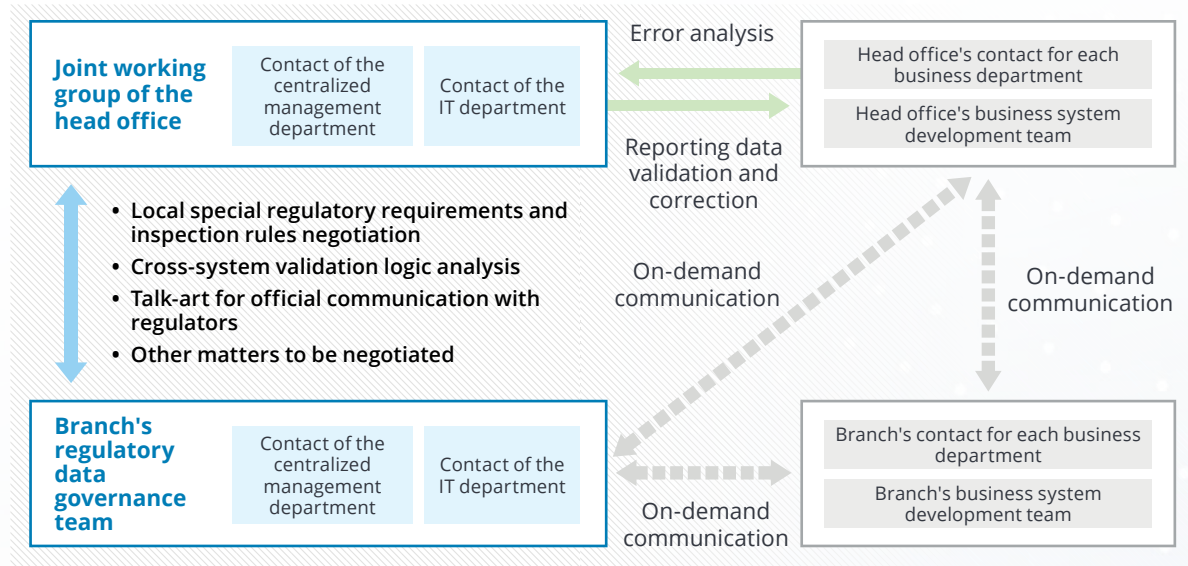 Joint working
group of the
head office
Contact of the
centralized
management
department
Contact of the
IT department
Error analysis
Reporting data
validation and
correction
Head office's contact for each
business department
Head office's business system
development team
• Local special regulatory requirements and
inspection rules negotiation
• Cross-system validation logic analysis
• Talk-art for official communication with
regulators
• Other matters to be negotiated
On-demand
communication
On-demand
communication
Branch's
regulatory
data
governance
team
Contact of the
centralized
management
department
Contact of the
IT department
On-demand
communication
Branch's contact for each business
department
Branch's business system
development team